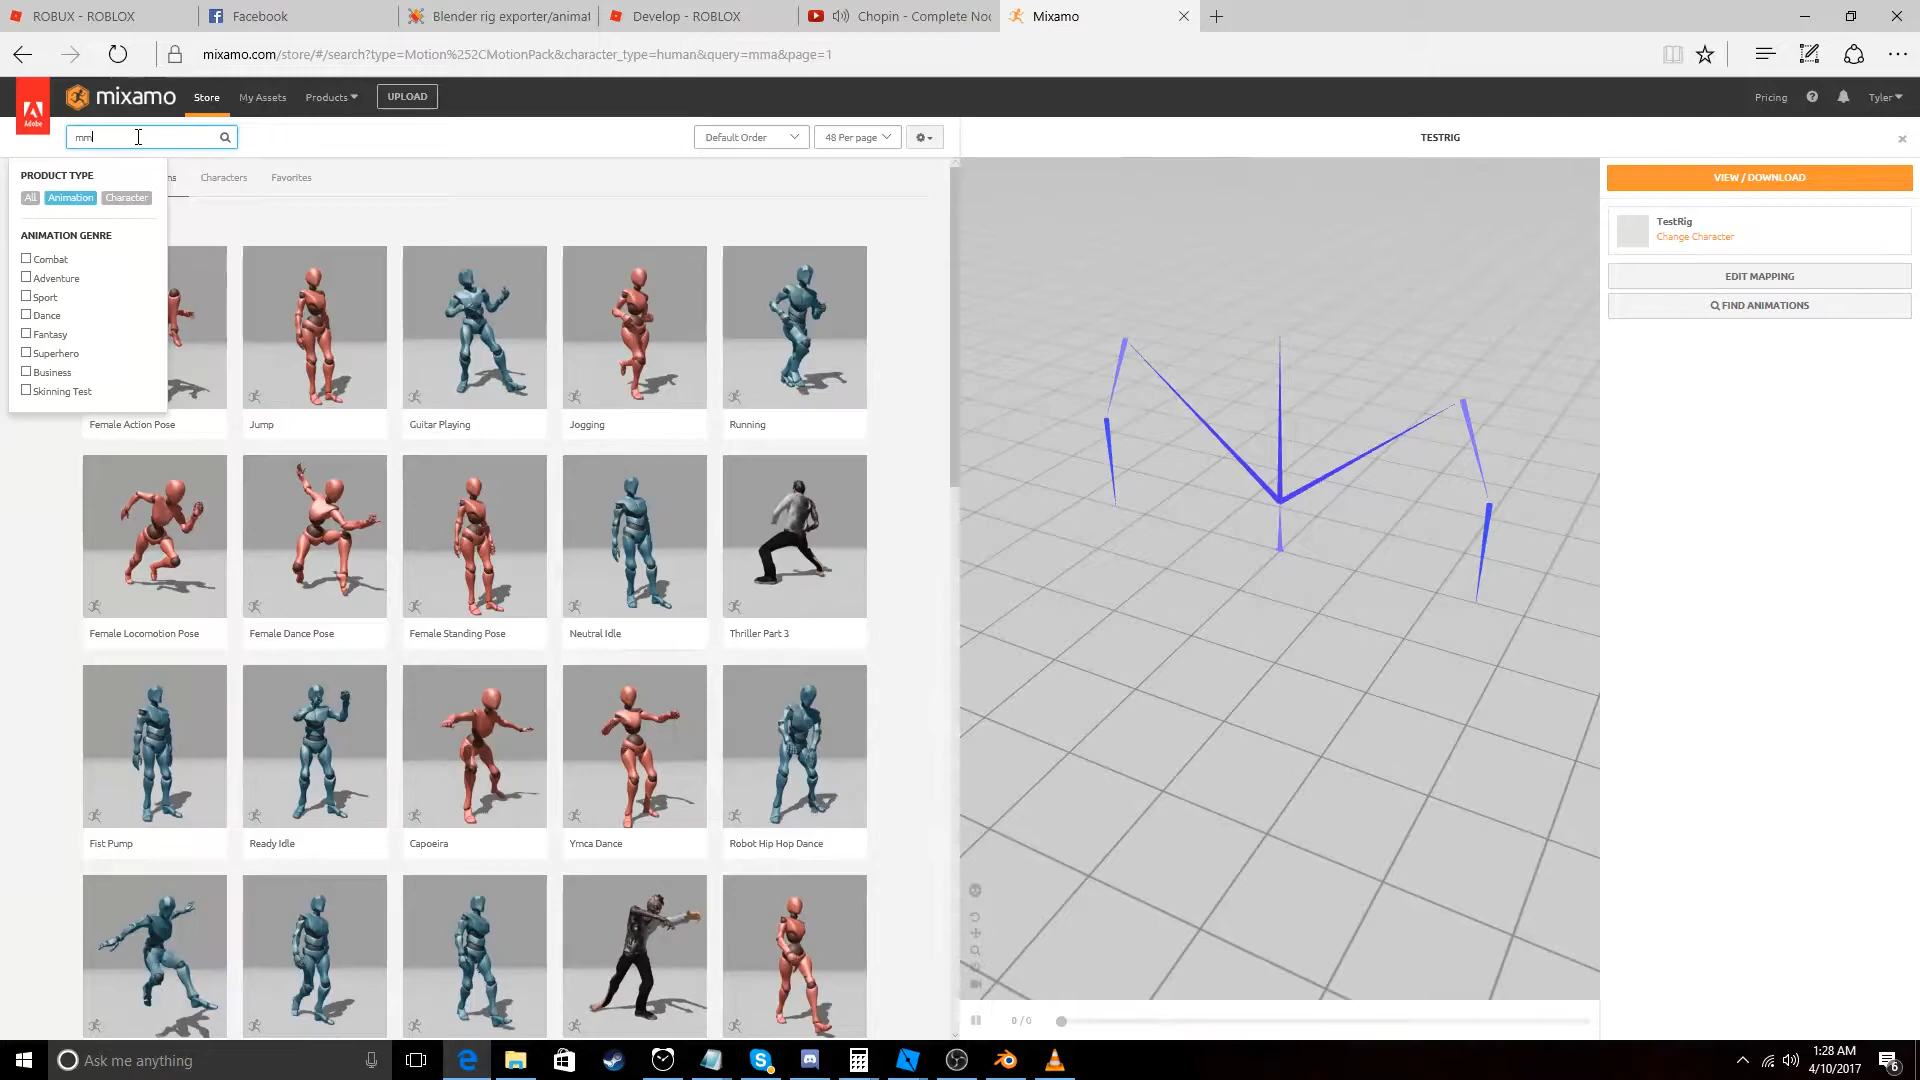 ROBUX - ROBLOX
Facebook
Blender rig exporter/animat
Develop - ROBLOX
Chopin - Complete Noc
Mixamo
mixamo.com/store/#/search?type=Motion%252CMotionPack&character_type=human&query=mma&page=1
Adobe
mixamo
Store
My Assets
Products
UPLOAD
Pricing
Tyler
mm
Default Order
48 Per page
TESTRIG
PRODUCT TYPE
All
Animation
Character
ANIMATION GENRE
Combat
Adventure
Sport
Dance
Fantasy
Superhero
Business
Skinning Test
ns
Characters
Favorites
Female Action Pose
Jump
Guitar Playing
Jogging
Running
Female Locomotion Pose
Female Dance Pose
Female Standing Pose
Neutral Idle
Thriller Part 3
Fist Pump
Ready Idle
Capoeira
Ymca Dance
Robot Hip Hop Dance
VIEW / DOWNLOAD
TestRig
Change Character
EDIT MAPPING
FIND ANIMATIONS
0 / 0
Ask me anything
1:28 AM
4/10/2017
6